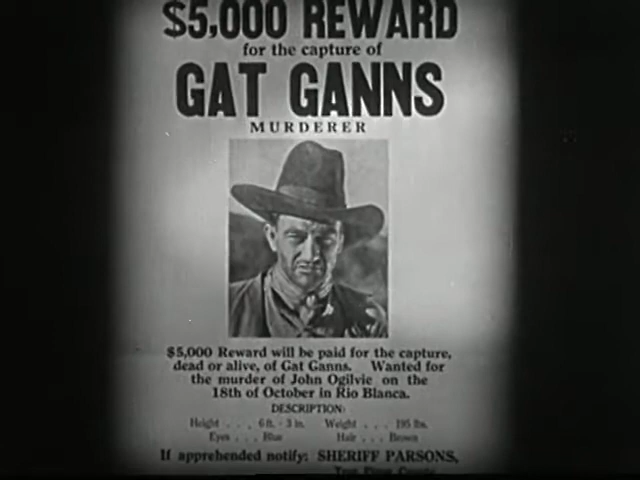 $5,000 REWARD
for the capture of
GAT GANNS
MURDERER
$5,000 Reward will be paid for the capture,
dead or alive, of Gat Ganns. Wanted for
the murder of John Ogilvie on the
18th of October in Rio Blanca.
DESCRIPTION:
Height . . . 6 ft. - 3 in. Weight . . . 195 lbs.
Eyes . . . Blue Hair . . . Brown
If apprehended notify: SHERIFF PARSONS,